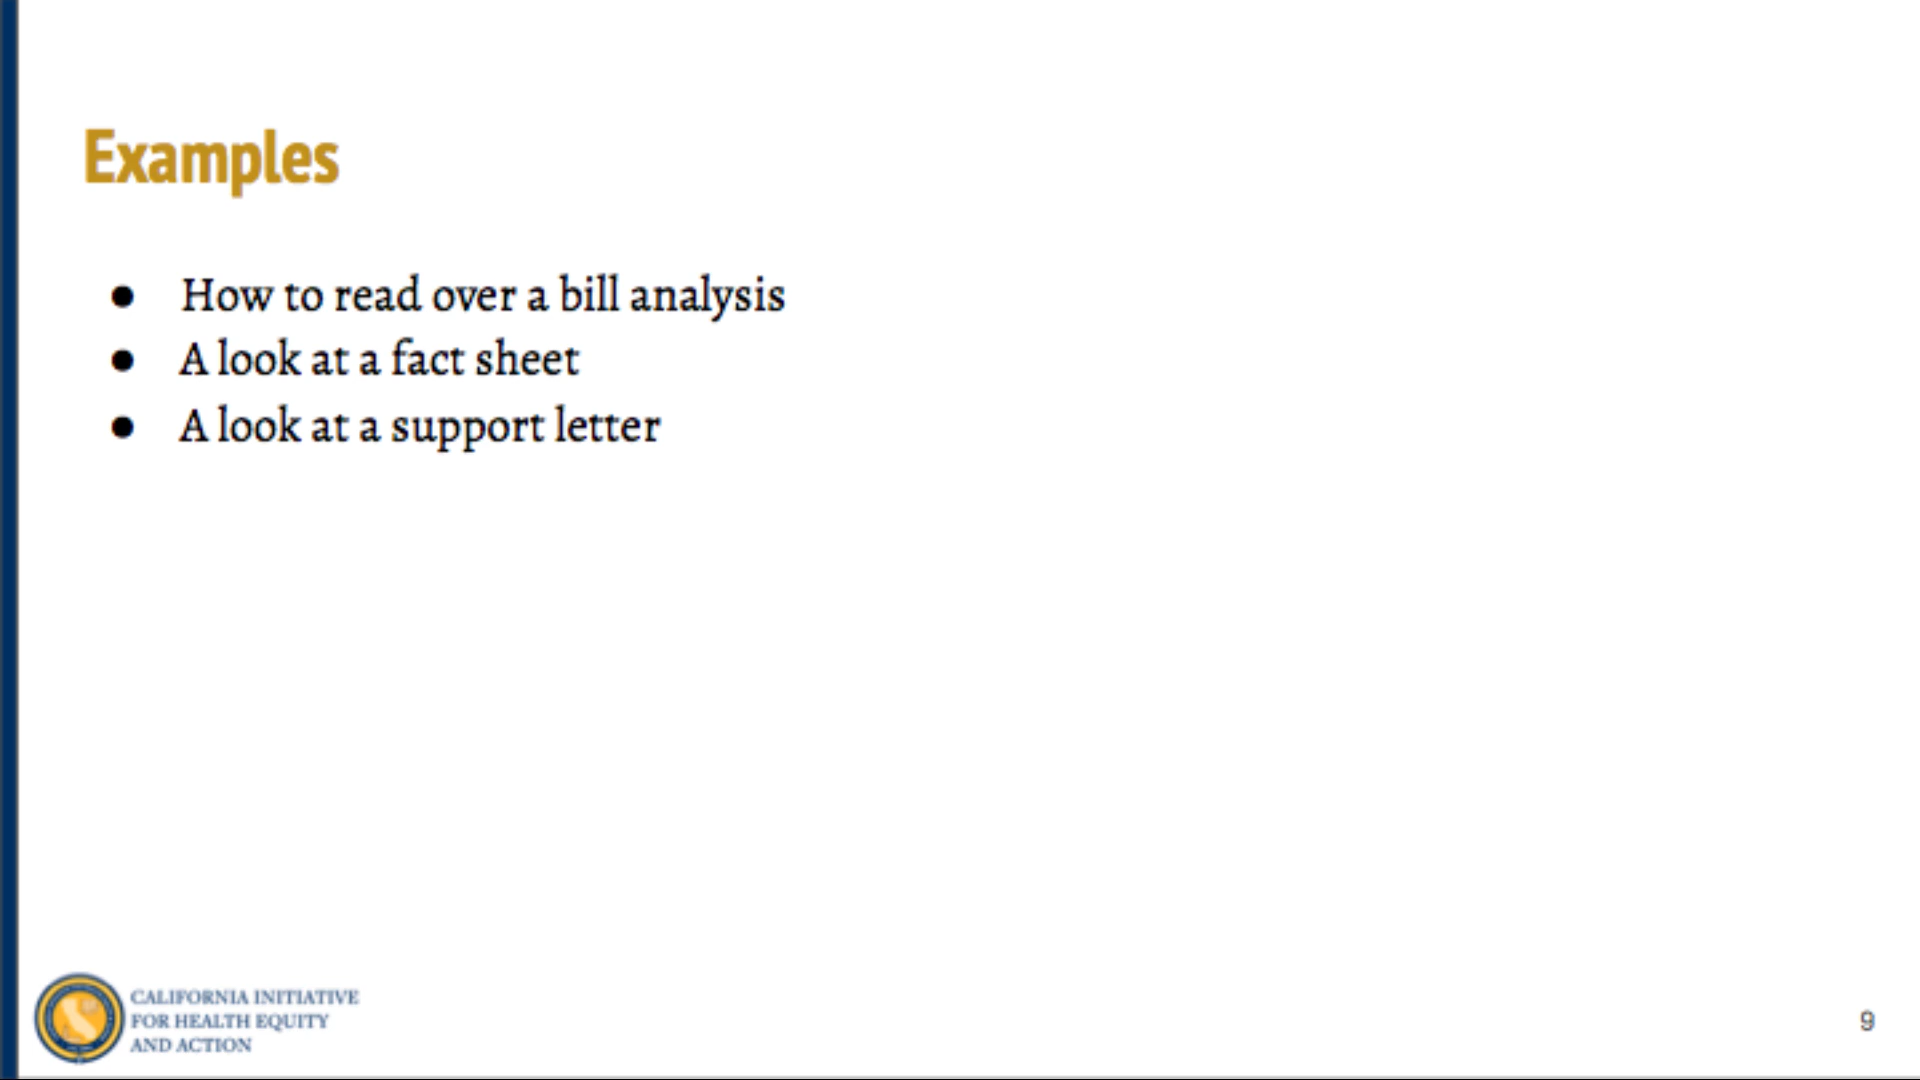 Examples
● How to read over a bill analysis
● A look at a fact sheet
● A look at a support letter
CALIFORNIA INITIATIVE
FOR HEALTH EQUITY
AND ACTION
9